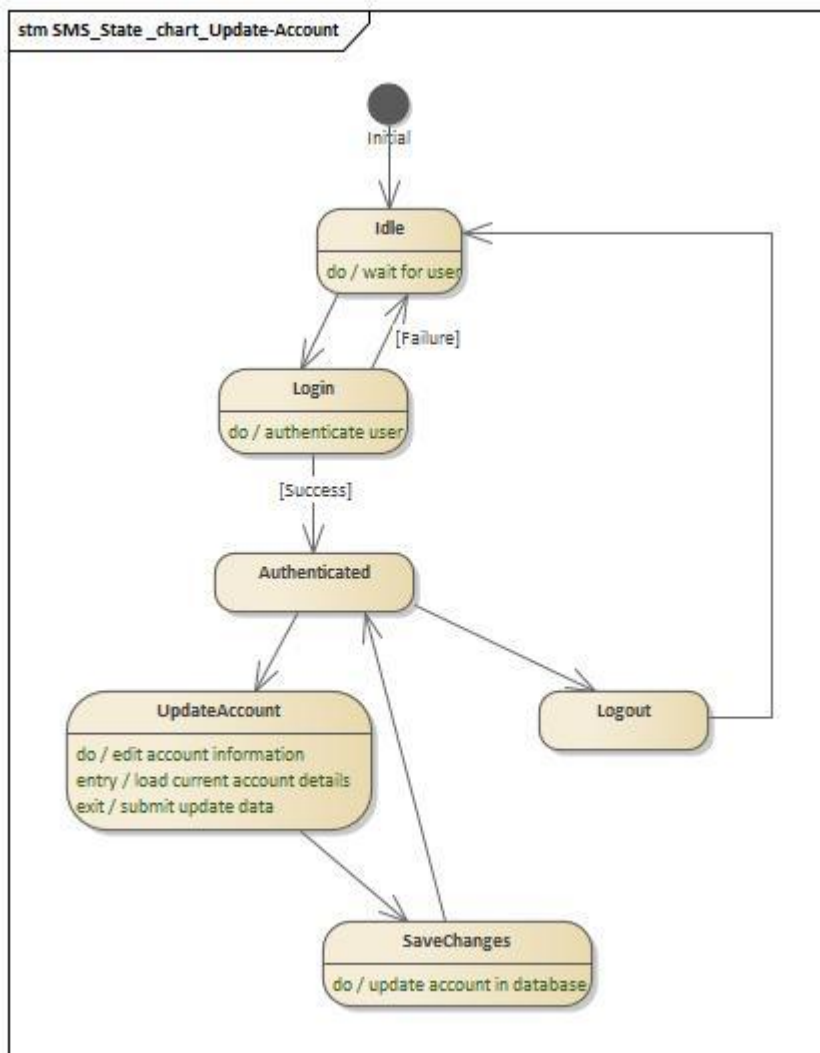 stm SMS_State _chart_Update-Account
Initial
Idle
do / wait for user
[Failure]
Login
do / authenticate user
[Success]
Authenticated
UpdateAccount
do / edit account information
entry / load current account details
exit / submit update data
Logout
SaveChanges
do / update account in database